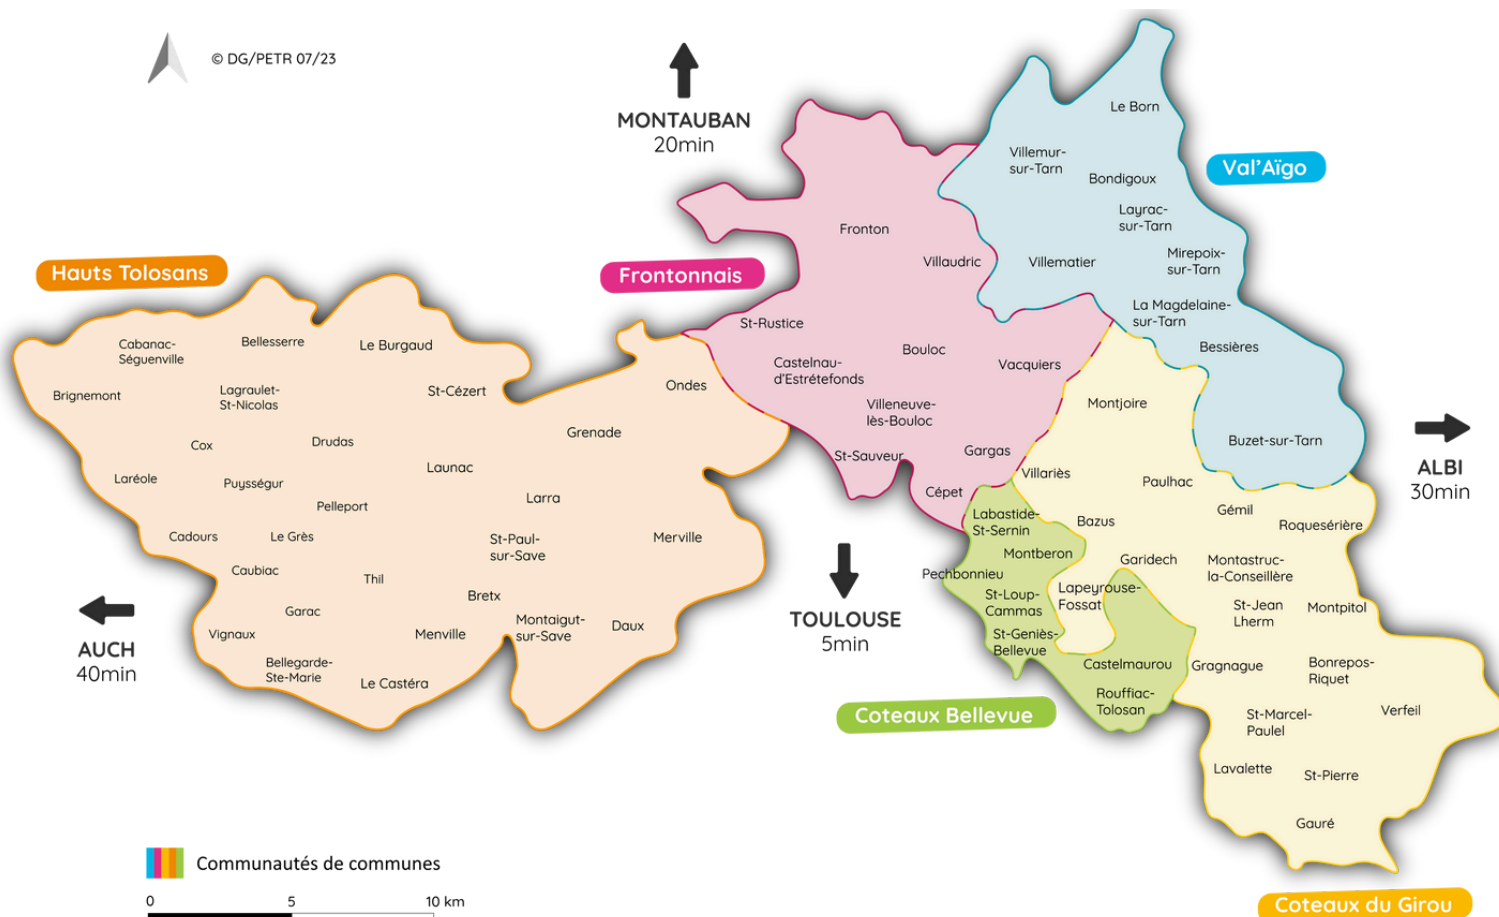 © DG/PETR 07/23
MONTAUBAN
20min
Le Born
Villemur-
sur-Tarn
Val'Aïgo
Bondigoux
Layrac-
sur-Tarn
Fronton
Villaudric
Villematier
Mirepoix-
sur-Tarn
Hauts Tolosans
Frontonnais
La Magdelaine-
sur-Tarn
St-Rustice
Bessières
Cabanac-
Séguenville
Bellesserre
Le Burgaud
Bouloc
Castelnau-
d'Estrétefonds
Vacquiers
Brignemont
Lagraulet-
St-Nicolas
St-Cézert
Ondes
Villeneuve-
lès-Bouloc
Montjoire
Cox
Drudas
Grenade
Buzet-sur-Tarn
ALBI
30min
St-Sauveur
Gargas
Launac
Villariès
Laréole
Puységur
Paulhac
Pelleport
Larra
Cépet
Gémil
Labastide-
St-Sernin
Bazus
Roquesérière
Cadours
Le Grès
St-Paul-
sur-Save
Merville
Montberon
Garidech
Montastruc-
la-Conseillère
Caubiac
Thil
Pechbonnieu
Bretx
Lapeyrouse-
Fossat
St-Loup-
Cammas
St-Jean
Lherm
Montpitol
Garac
TOULOUSE
5min
AUCH
40min
Vignaux
Menville
Montaigut-
sur-Save
Daux
St-Geniès-
Bellevue
Castelmaurou
Gragnague
Bonrepos-
Riquet
Bellegarde-
Ste-Marie
Le Castéra
Rouffiac-
Tolosan
Coteaux Bellevue
St-Marcel-
Paulel
Verfeil
Lavalette
St-Pierre
Gauré
Communautés de communes
0 5 10 km
Coteaux du Girou